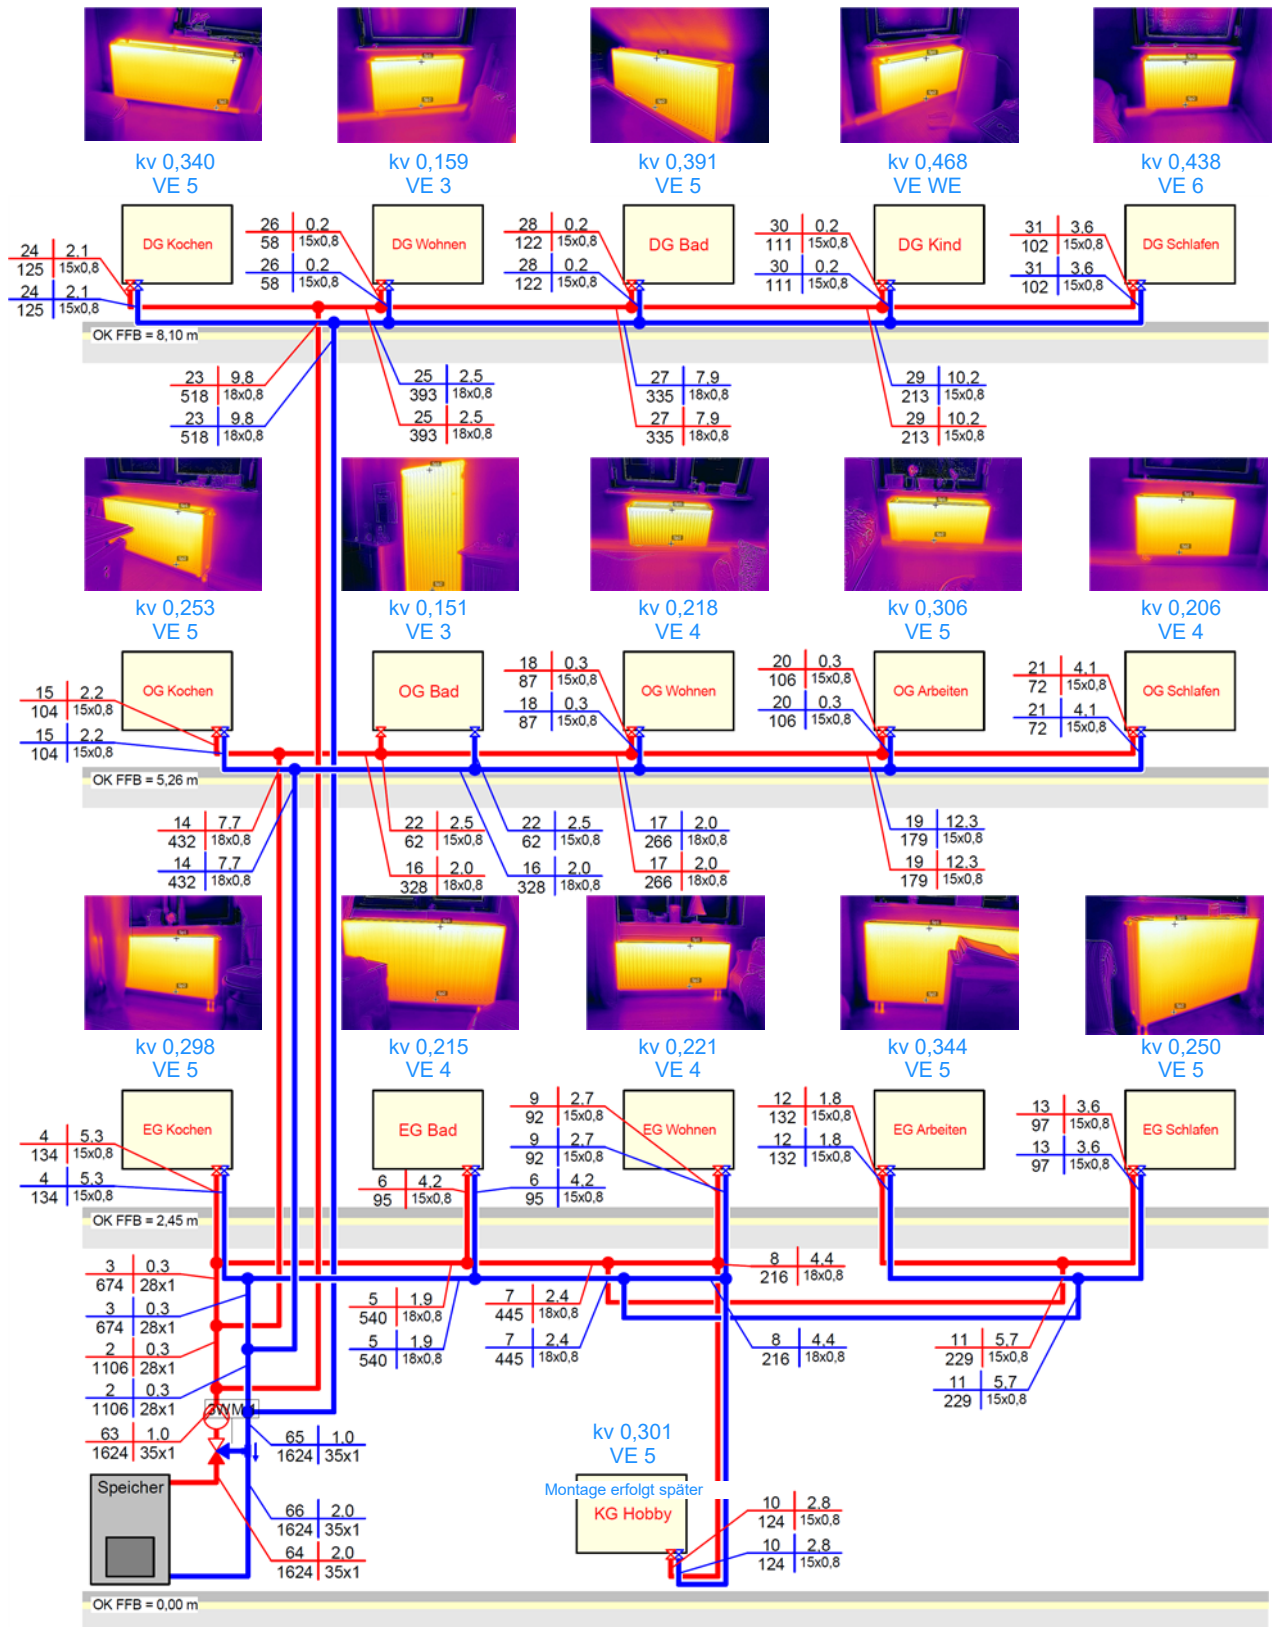 kv 0,340
VE 5
kv 0,159
VE 3
kv 0,391
VE 5
kv 0,468
VE WE
kv 0,438
VE 6
DG Kochen
DG Wohnen
DG Bad
DG Kind
DG Schlafen
24 2.1
125 15x0,8
24 2.1
125 15x0,8
26 0.2
58 15x0,8
26 0.2
58 15x0,8
28 0.2
122 15x0,8
28 0.2
122 15x0,8
30 0.2
111 15x0,8
30 0.2
111 15x0,8
31 3.6
102 15x0,8
31 3.6
102 15x0,8
OK FFB = 8,10 m
23 9.8
518 18x0,8
23 9.8
518 18x0,8
25 2.5
393 18x0,8
25 2.5
393 18x0,8
27 7.9
335 18x0,8
27 7.9
335 18x0,8
29 10.2
213 15x0,8
29 10.2
213 15x0,8
kv 0,253
VE 5
kv 0,151
VE 3
kv 0,218
VE 4
kv 0,306
VE 5
kv 0,206
VE 4
OG Kochen
OG Bad
OG Wohnen
OG Arbeiten
OG Schlafen
15 2.2
104 15x0,8
15 2.2
104 15x0,8
18 0.3
87 15x0,8
18 0.3
87 15x0,8
20 0.3
106 15x0,8
20 0.3
106 15x0,8
21 4.1
72 15x0,8
21 4.1
72 15x0,8
OK FFB = 5,26 m
14 7.7
432 18x0,8
14 7.7
432 18x0,8
22 2.5
62 15x0,8
16 2.0
328 18x0,8
22 2.5
62 15x0,8
16 2.0
328 18x0,8
17 2.0
266 18x0,8
17 2.0
266 18x0,8
19 12.3
179 15x0,8
19 12.3
179 15x0,8
kv 0,298
VE 5
kv 0,215
VE 4
kv 0,221
VE 4
kv 0,344
VE 5
kv 0,250
VE 5
EG Kochen
EG Bad
EG Wohnen
EG Arbeiten
EG Schlafen
4 5.3
134 15x0,8
4 5.3
134 15x0,8
6 4.2
95 15x0,8
9 2.7
92 15x0,8
9 2.7
92 15x0,8
6 4.2
95 15x0,8
12 1.8
132 15x0,8
12 1.8
132 15x0,8
13 3.6
97 15x0,8
13 3.6
97 15x0,8
OK FFB = 2,45 m
3 0.3
674 28x1
3 0.3
674 28x1
2 0.3
1106 28x1
2 0.3
1106 28x1
5 1.9
540 18x0,8
5 1.9
540 18x0,8
7 2.4
445 18x0,8
7 2.4
445 18x0,8
8 4.4
216 18x0,8
8 4.4
216 18x0,8
11 5.7
229 15x0,8
11 5.7
229 15x0,8
63 1.0
1624 35x1
65 1.0
1624 35x1
66 2.0
1624 35x1
64 2.0
1624 35x1
Speicher
kv 0,301
VE 5
Montage erfolgt später
KG Hobby
10 2.8
124 15x0,8
10 2.8
124 15x0,8
OK FFB = 0,00 m